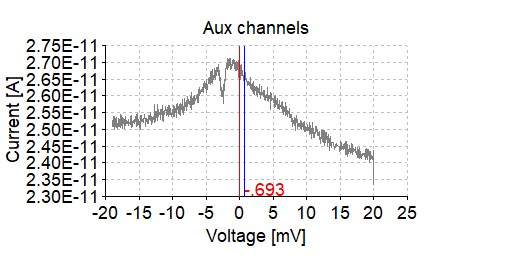 Aux channels
Current [A]
2.75E-11
2.70E-11
2.65E-11
2.60E-11
2.55E-11
2.50E-11
2.45E-11
2.40E-11
2.35E-11
2.30E-11
-.693
-20 -15 -10 -5 0 5 10 15 20 25
Voltage [mV]